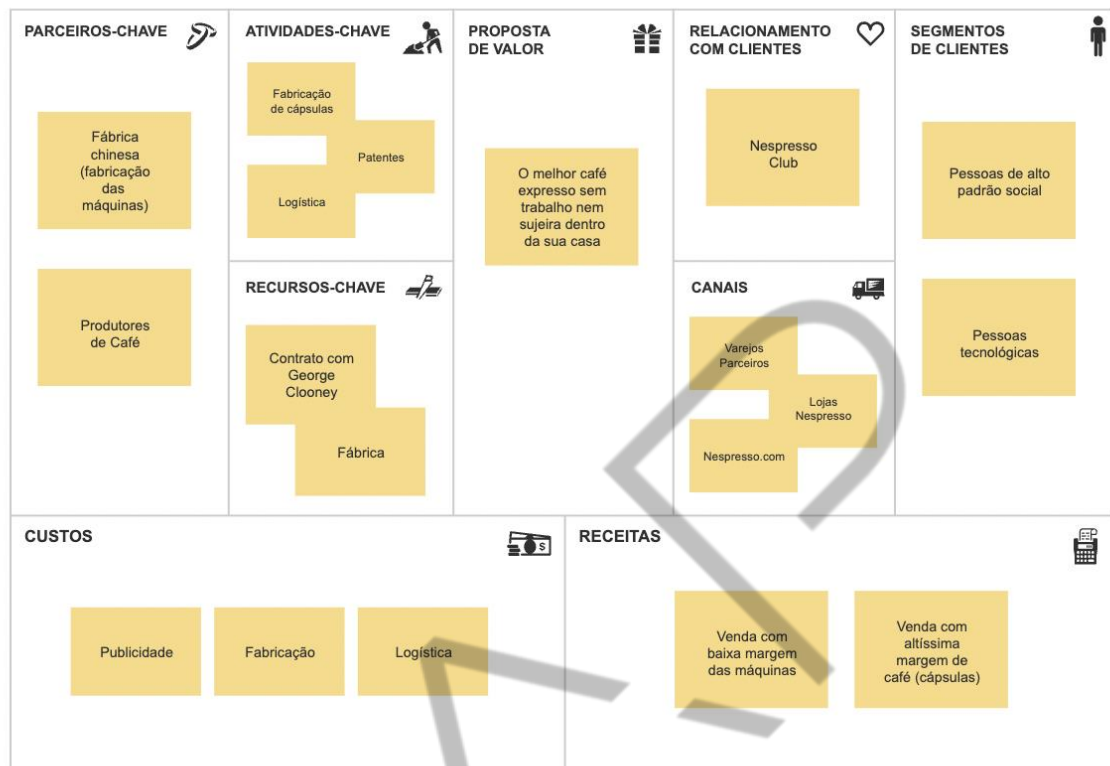 PARCEIROS-CHAVE
Fábrica
chinesa
(fabricação
das
máquinas)
Produtores
de Café
ATIVIDADES-CHAVE
Fabricação
de cápsulas
Patentes
Logística
RECURSOS-CHAVE
Contrato com
George
Clooney
Fábrica
PROPOSTA
DE VALOR
O melhor café
expresso sem
trabalho nem
sujeira dentro
da sua casa
RELACIONAMENTO
COM CLIENTES
Nespresso
Club
CANAIS
Varejos
Parceiros
Lojas
Nespresso
Nespresso.com
SEGMENTOS
DE CLIENTES
Pessoas de alto
padrão social
Pessoas
tecnológicas
CUSTOS
$
Publicidade
Fabricação
Logística
RECEITAS
Venda com
baixa margem
das máquinas
Venda com
altíssima
margem de
café (cápsulas)